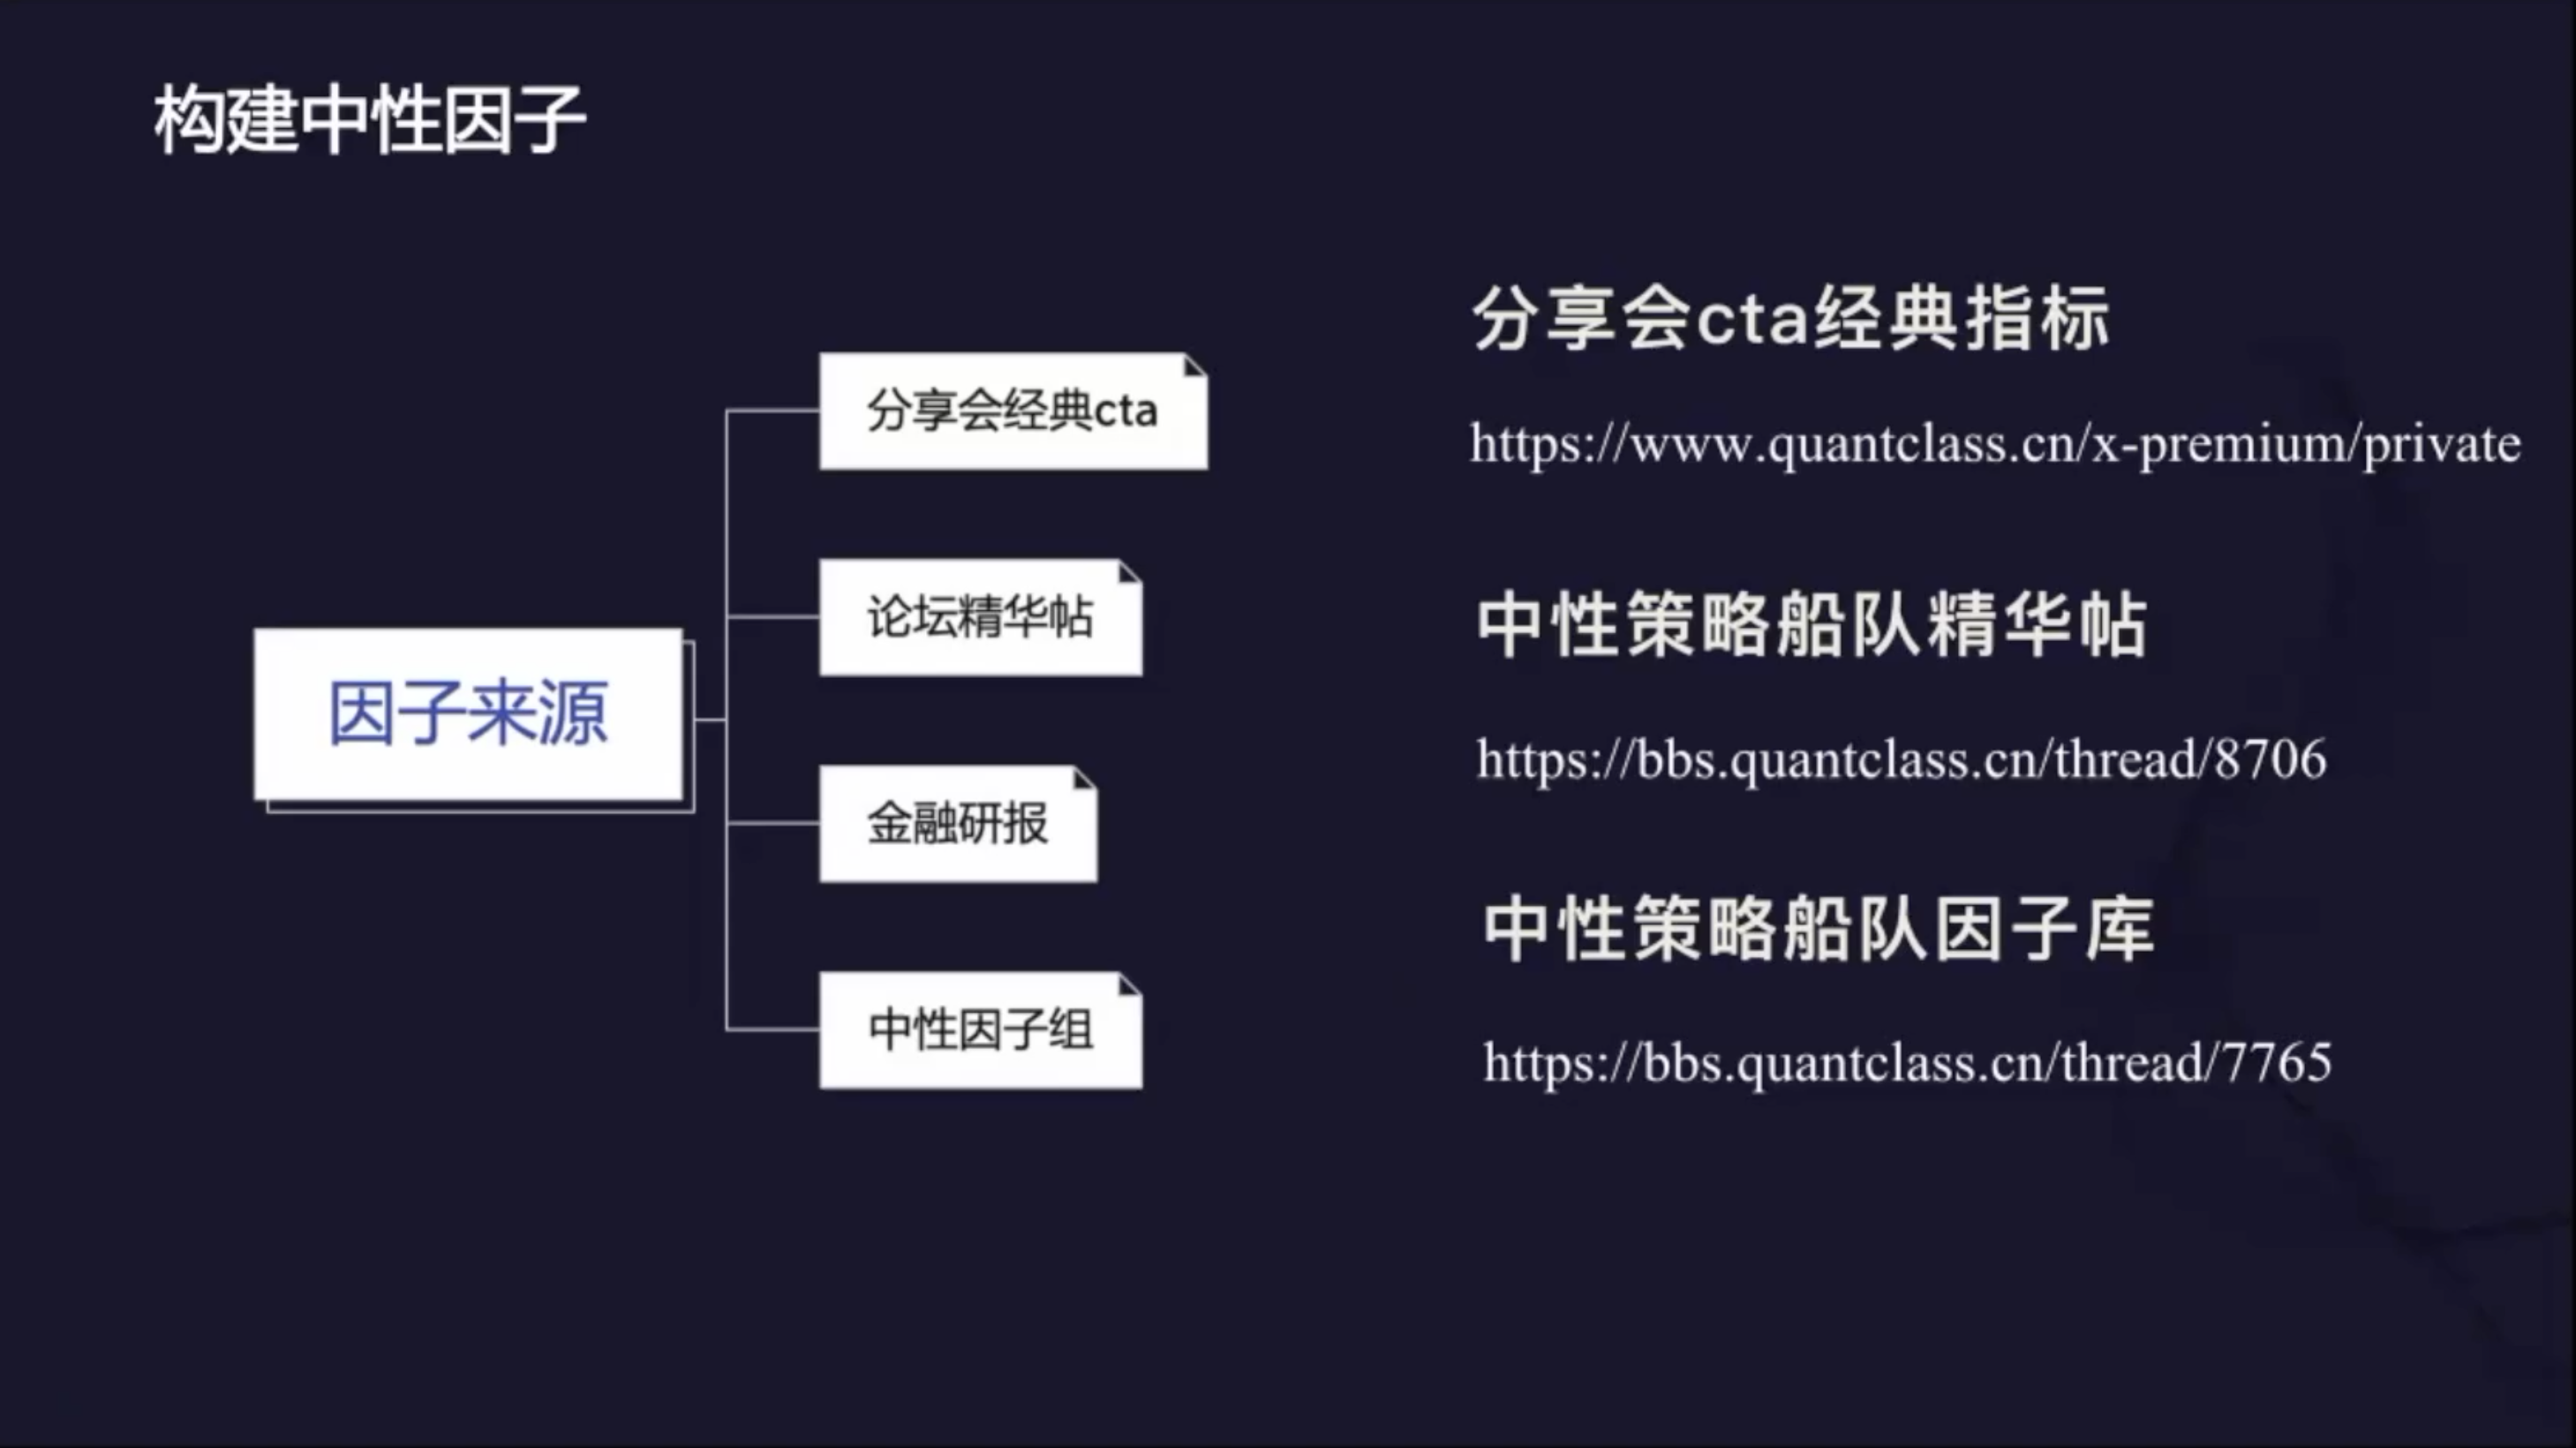 构建中性因子
因子来源
分享会经典cta
论坛精华帖
金融研报
中性因子组
分享会cta经典指标
https://www.quantclass.cn/x-premium/private
中性策略船队精华帖
https://bbs.quantclass.cn/thread/8706
中性策略船队因子库
https://bbs.quantclass.cn/thread/7765